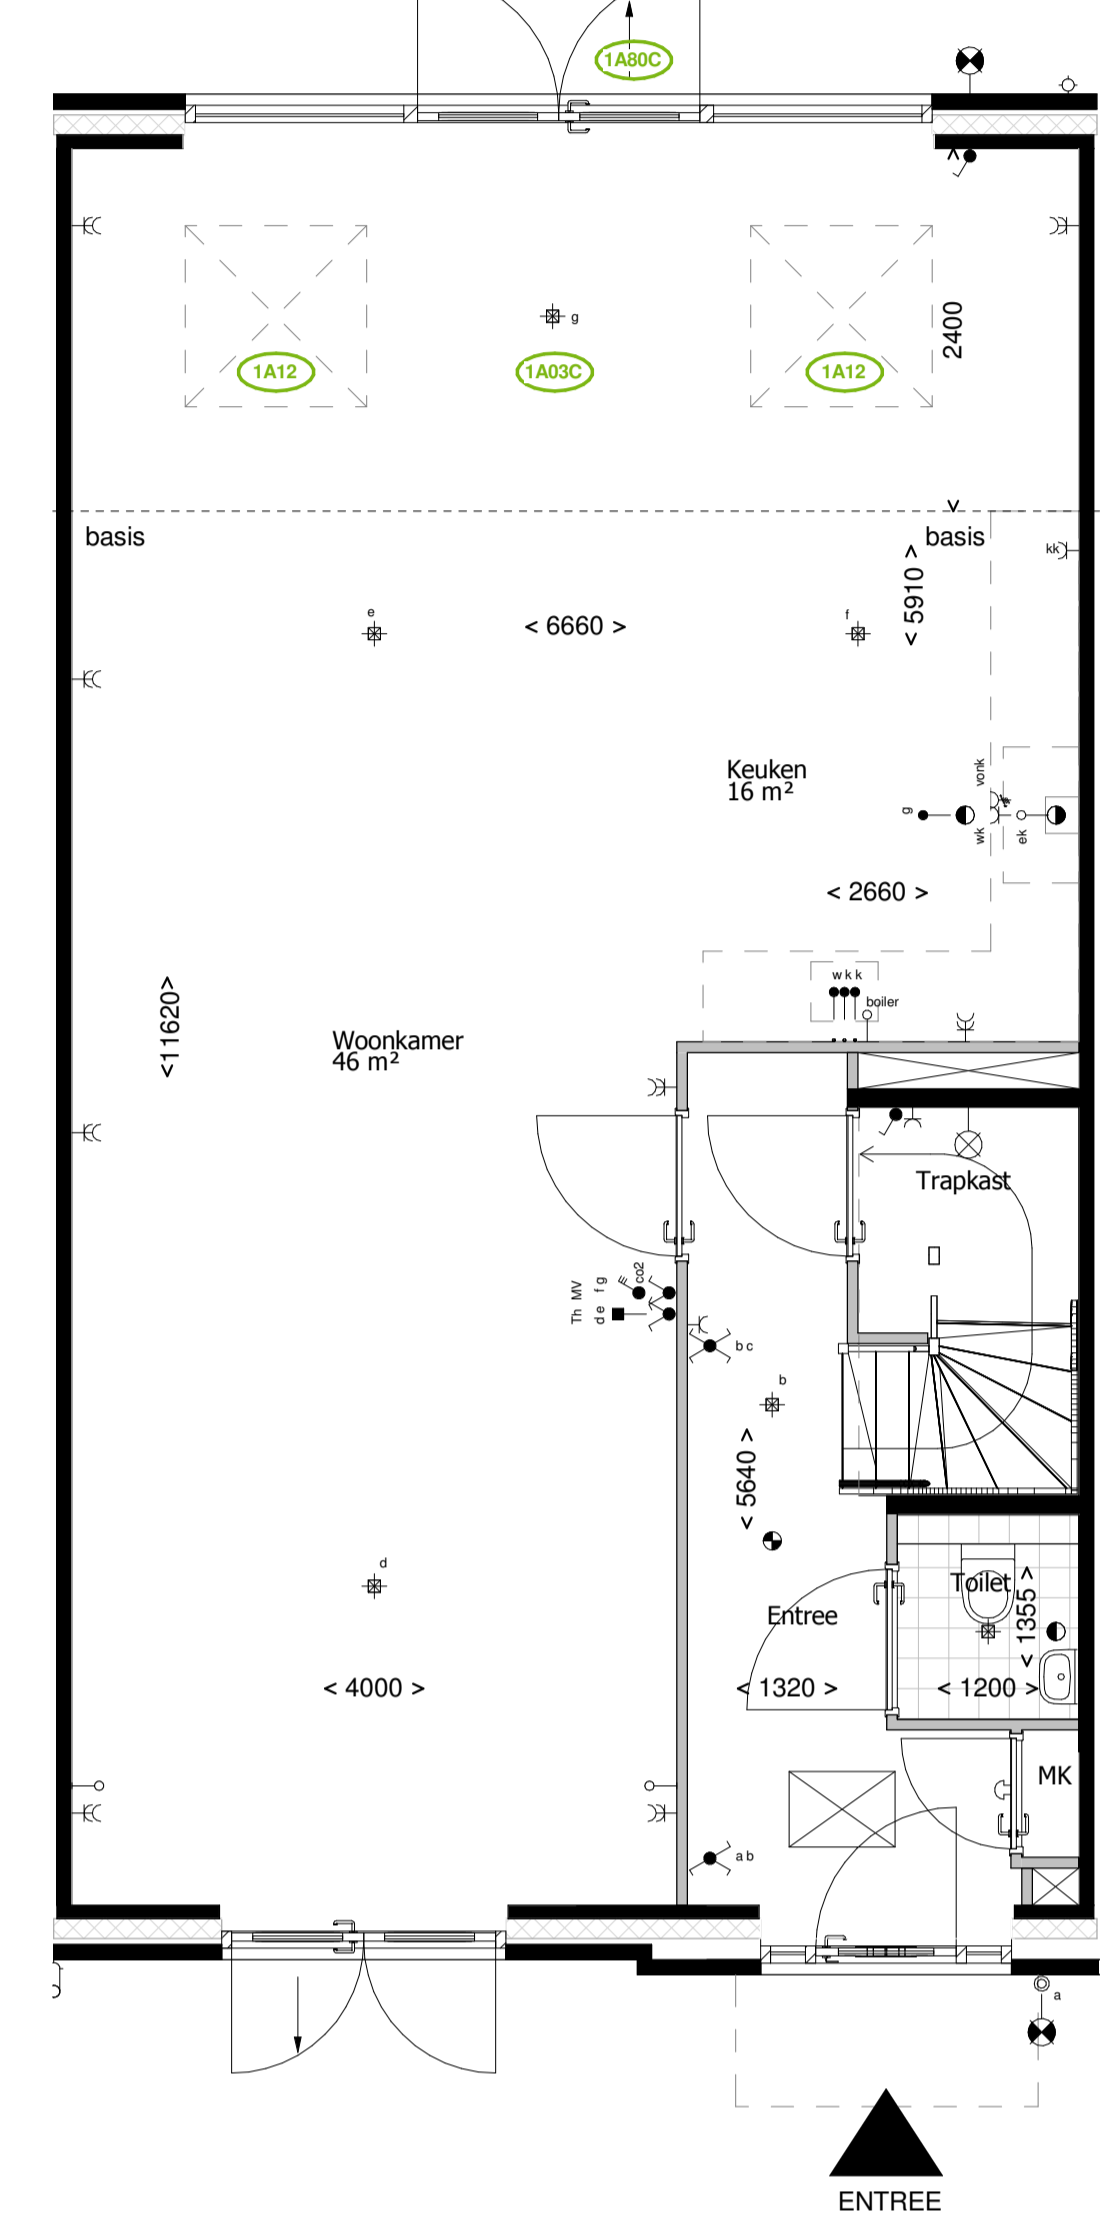 1A80C
g
2400
1A12
1A03C
1A12
basis
basis
< 5910 >
kk
e
< 6660 >
f
Keuken
16 m²
vonk
g
wk
ek
< 2660 >
w k k
boiler
<11620>
Woonkamer
46 m²
Trapkast
Th MV
d e f g
co2
b c
b
< 5640 >
d
Toilet
< 1355 >
Entree
< 4000 >
< 1320 >
< 1200 >
MK
a b
a
ENTREE